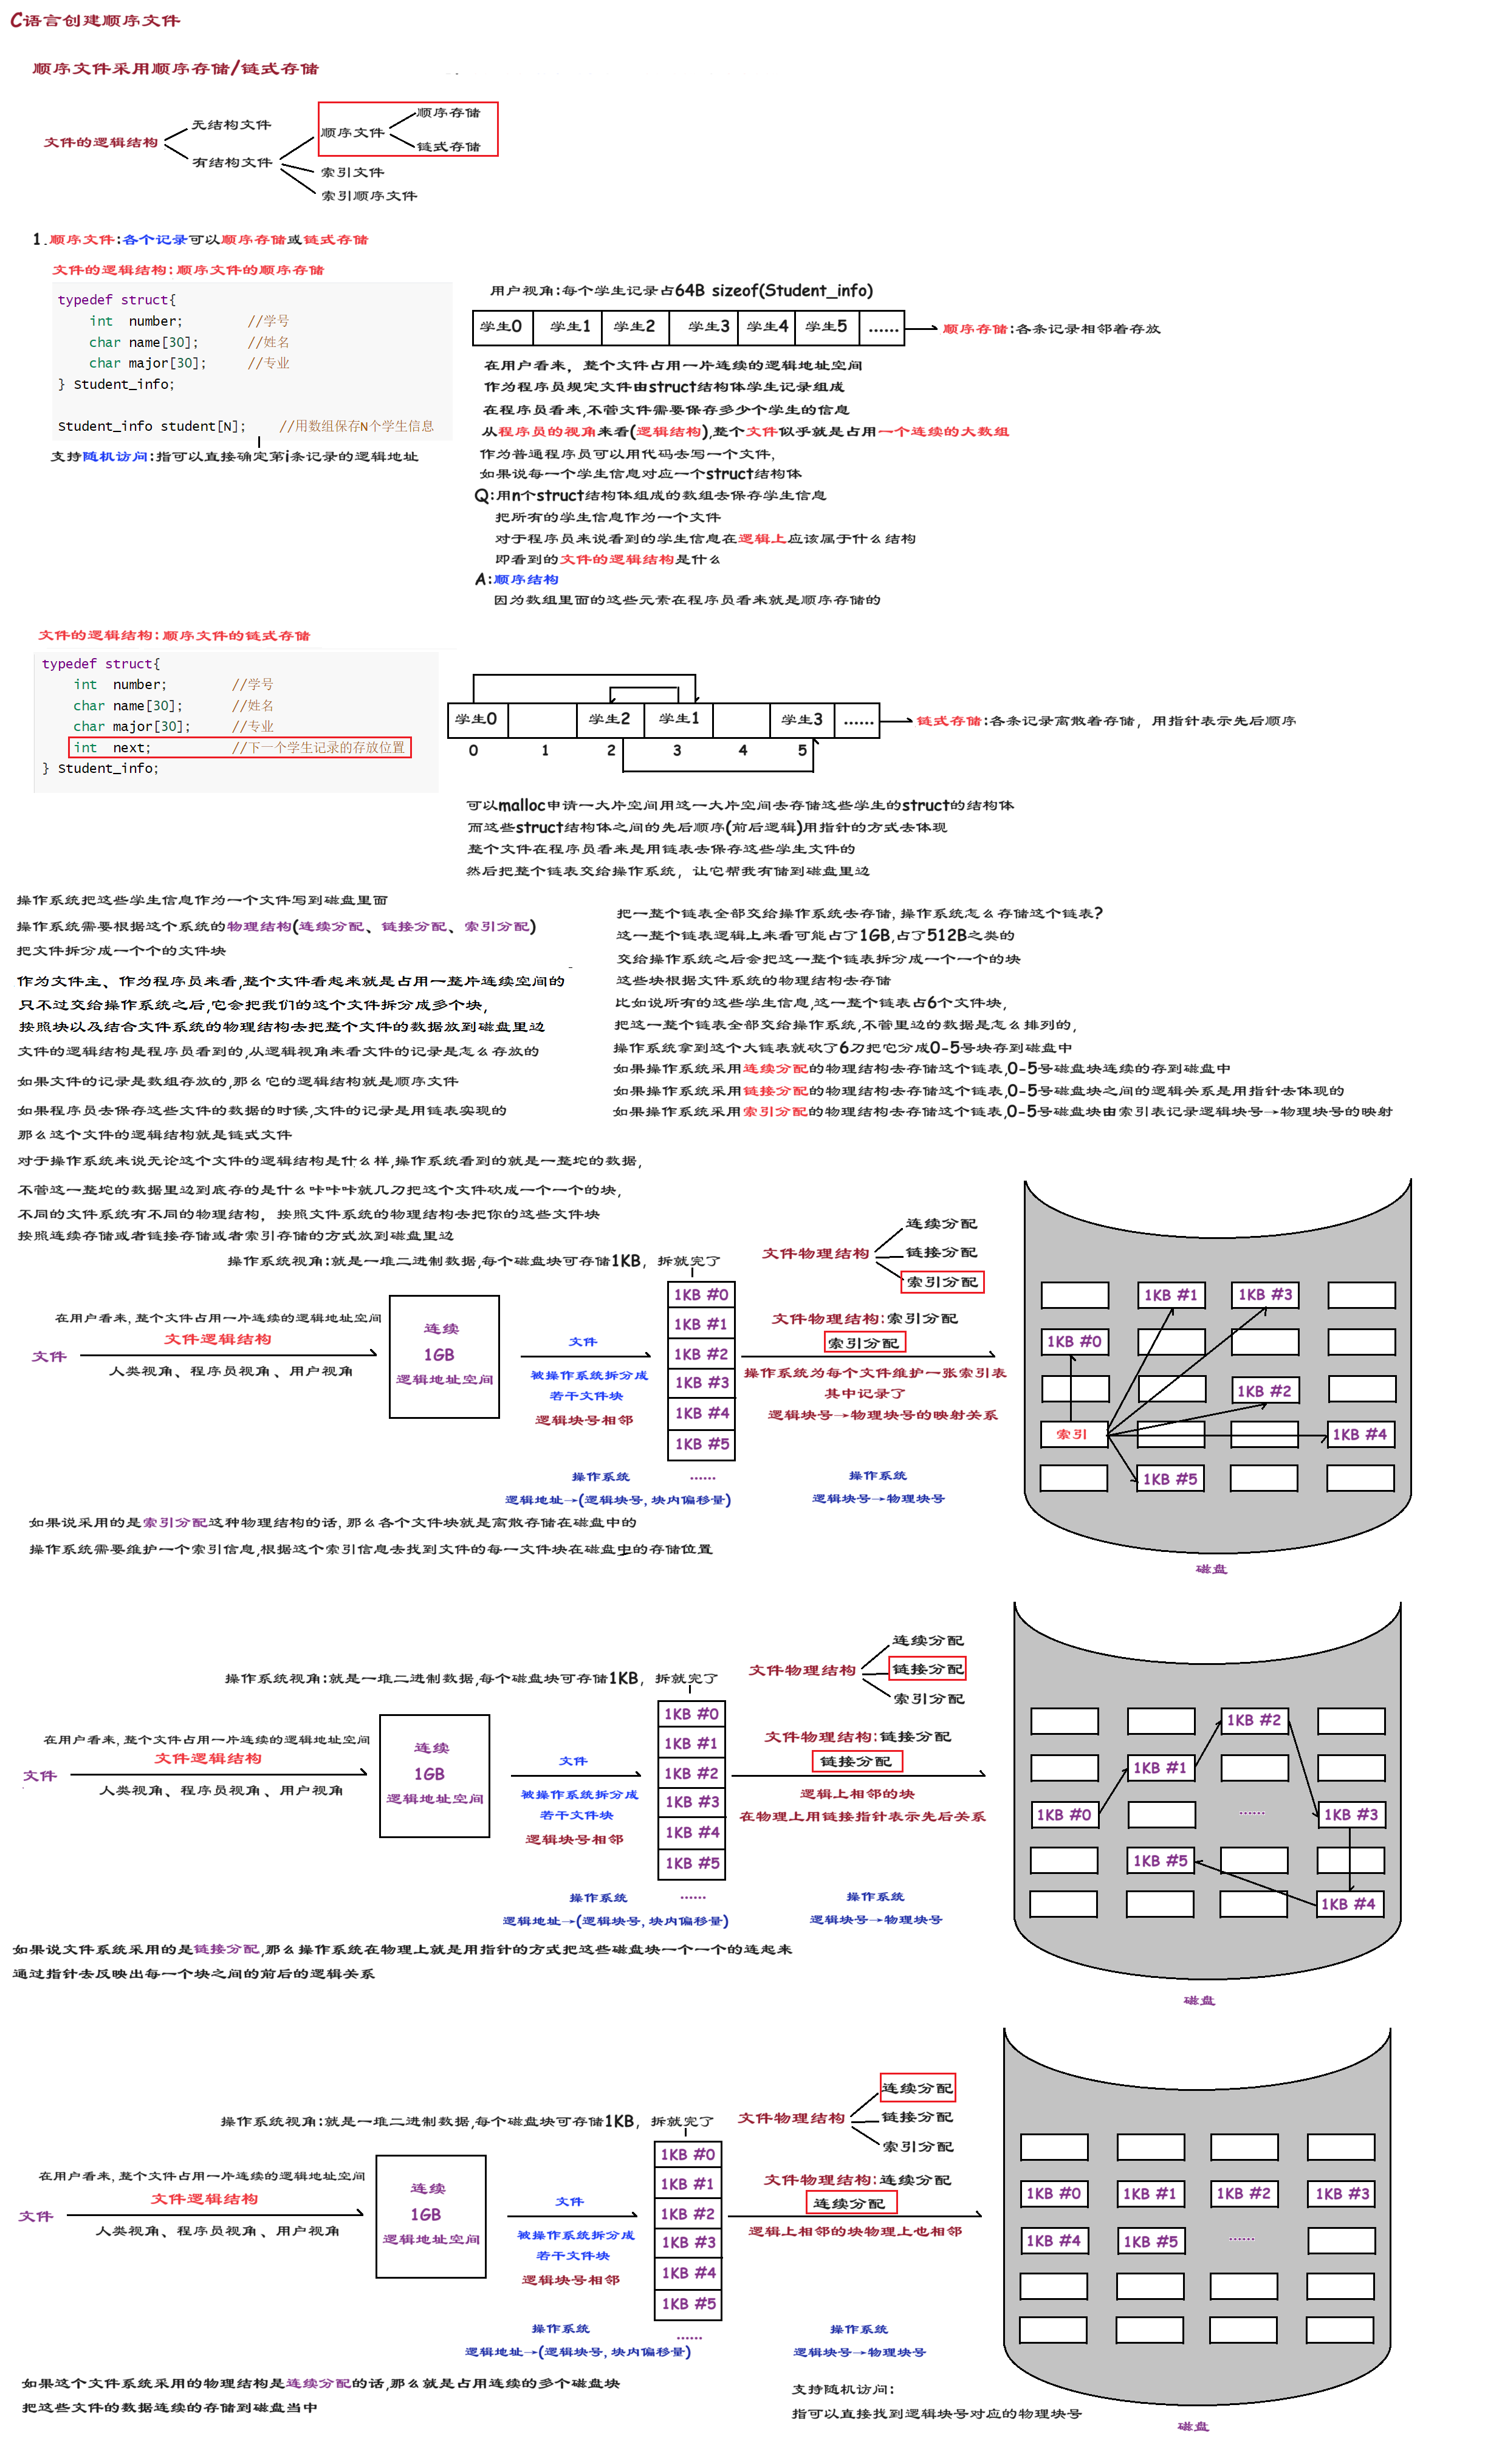 C语言创建顺序文件
顺序文件采用顺序存储/链式存储
文件的逻辑结构
无结构文件
有结构文件
顺序文件
顺序存储
链式存储
索引文件
索引顺序文件
1.顺序文件:各个记录可以顺序存储或链式存储
文件的逻辑结构:顺序文件的顺序存储
typedef struct{
int number; //学号
char name[30]; //姓名
char major[30]; //专业
} Student_info;
Student_info student[N]; //用数组保存N个学生信息
支持随机访问:指可以直接确定第i条记录的逻辑地址
用户视角:每个学生记录占64B sizeof(Student_info)
学生0 学生1 学生2 学生3 学生4 学生5 ......
顺序存储:各条记录相邻着存放
在用户看来，整个文件占用一片连续的逻辑地址空间
作为程序员规定文件由struct结构体学生记录组成
在程序员看来,不管文件需要保存多少个学生的信息
从程序员的视角来看(逻辑结构),整个文件似乎就是占用一个连续的大数组
作为普通程序员可以用代码去写一个文件,
如果说每一个学生信息对应一个struct结构体
Q:用n个struct结构体组成的数组去保存学生信息
把所有的学生信息作为一个文件
对于程序员来说看到的学生信息在逻辑上应该属于什么结构
即看到的文件的逻辑结构是什么
A:顺序结构
因为数组里面的这些元素在程序员看来就是顺序存储的
文件的逻辑结构:顺序文件的链式存储
typedef struct{
int number; //学号
char name[30]; //姓名
char major[30]; //专业
int next; //下一个学生记录的存放位置
} Student_info;
学生0 学生2 学生1 学生3 ......
0 1 2 3 4 5
链式存储:各条记录离散着存储，用指针表示先后顺序
可以malloc申请一大片空间用这一大片空间去存储这些学生的struct的结构体
而这些struct结构体之间的先后顺序(前后逻辑)用指针的方式去体现
整个文件在程序员看来是用链表去保存这些学生文件的
然后把整个链表交给操作系统，让它帮我存储到磁盘里边
操作系统把这些学生信息作为一个文件写到磁盘里面
操作系统需要根据这个系统的物理结构(连续分配、链接分配、索引分配)
把文件拆分成一个个的文件块
作为文件主、作为程序员来看,整个文件看起来就是占用一整片连续空间的
只不过交给操作系统之后,它会把我们的这个文件拆分成多个块,
按照块以及结合文件系统的物理结构去把整个文件的数据放到磁盘里边
文件的逻辑结构是程序员看到的,从逻辑视角来看文件的记录是怎么存放的
如果文件的记录是数组存放的,那么它的逻辑结构就是顺序文件
如果程序员去保存这些文件的数据的时候,文件的记录是用链表实现的
那么这个文件的逻辑结构就是链式文件
对于操作系统来说无论这个文件的逻辑结构是什么样,操作系统看到的就是一整坨的数据,
不管这一整坨的数据里边到底存的是什么咔咔咔就几刀把这个文件砍成一个一个的块,
不同的文件系统有不同的物理结构，按照文件系统的物理结构去把你的这些文件块
按照连续存储或者链接存储或者索引存储的方式放到磁盘里边
把一整个链表全部交给操作系统去存储,操作系统怎么存储这个链表?
这一整个链表逻辑上来看可能占了1GB,占了512B之类的
交给操作系统之后会把这一整个链表拆分成一个一个的块
这些块根据文件系统的物理结构去存储
比如说所有的这些学生信息,这一整个链表占6个文件块,
把这一整个链表全部交给操作系统,不管里边的数据是怎么排列的,
操作系统拿到这个大链表就砍了6刀把它分成0-5号块存到磁盘中
如果操作系统采用连续分配的物理结构去存储这个链表,0-5号磁盘块连续的存到磁盘中
如果操作系统采用链接分配的物理结构去存储这个链表,0-5号磁盘块之间的逻辑关系是用指针去体现的
如果操作系统采用索引分配的物理结构去存储这个链表,0-5号磁盘块由索引表记录逻辑块号→物理块号的映射
操作系统视角:就是一堆二进制数据,每个磁盘块可存储1KB，拆就完了
文件
在用户看来,整个文件占用一片连续的逻辑地址空间
文件逻辑结构
人类视角、程序员视角、用户视角
连续
1GB
逻辑地址空间
文件
被操作系统拆分成
若干文件块
逻辑块号相邻
操作系统
逻辑地址→(逻辑块号,块内偏移量)
1KB #0
1KB #1
1KB #2
1KB #3
1KB #4
1KB #5
......
文件物理结构
连续分配
链接分配
索引分配
文件物理结构:索引分配
索引分配
操作系统为每个文件维护一张索引表
其中记录了
逻辑块号→物理块号的映射关系
操作系统
逻辑块号→物理块号
1KB #1 1KB #3
1KB #0
1KB #2
索引 1KB #4
1KB #5
磁盘
如果说采用的是索引分配这种物理结构的话,那么各个文件块就是离散存储在磁盘中的
操作系统需要维护一个索引信息,根据这个索引信息去找到文件的每一文件块在磁盘中的存储位置
操作系统视角:就是一堆二进制数据,每个磁盘块可存储1KB，拆就完了
文件
在用户看来,整个文件占用一片连续的逻辑地址空间
文件逻辑结构
人类视角、程序员视角、用户视角
连续
1GB
逻辑地址空间
文件
被操作系统拆分成
若干文件块
逻辑块号相邻
操作系统
逻辑地址→(逻辑块号,块内偏移量)
1KB #0
1KB #1
1KB #2
1KB #3
1KB #4
1KB #5
......
文件物理结构
连续分配
链接分配
索引分配
文件物理结构:链接分配
链接分配
逻辑上相邻的块
在物理上用链接指针表示先后关系
操作系统
逻辑块号→物理块号
1KB #2
1KB #1
1KB #0 ...... 1KB #3
1KB #5
1KB #4
磁盘
如果说文件系统采用的是链接分配,那么操作系统在物理上就是用指针的方式把这些磁盘块一个一个的连起来
通过指针去反映出每一个块之间的前后的逻辑关系
操作系统视角:就是一堆二进制数据,每个磁盘块可存储1KB，拆就完了
文件
在用户看来,整个文件占用一片连续的逻辑地址空间
文件逻辑结构
人类视角、程序员视角、用户视角
连续
1GB
逻辑地址空间
文件
被操作系统拆分成
若干文件块
逻辑块号相邻
操作系统
逻辑地址→(逻辑块号,块内偏移量)
1KB #0
1KB #1
1KB #2
1KB #3
1KB #4
1KB #5
......
文件物理结构
连续分配
链接分配
索引分配
文件物理结构:连续分配
连续分配
逻辑上相邻的块物理上也相邻
操作系统
逻辑块号→物理块号
支持随机访问:
指可以直接找到逻辑块号对应的物理块号
1KB #0 1KB #1 1KB #2 1KB #3
1KB #4 1KB #5 ......
磁盘
如果这个文件系统采用的物理结构是连续分配的话,那么就是占用连续的多个磁盘块
把这些文件的数据连续的存储到磁盘当中